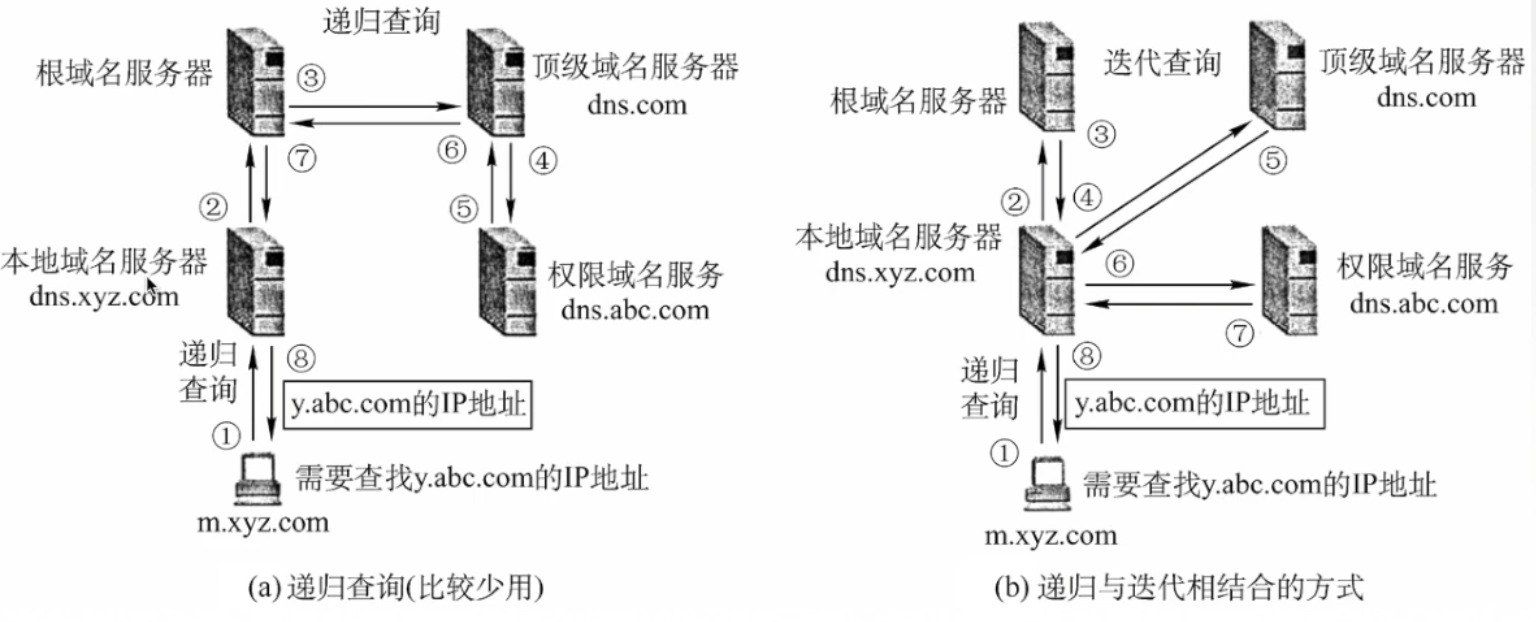 递归查询
根域名服务器
③
顶级域名服务器
dns.com
⑥
④
⑦
②
⑤
本地域名服务器
dns.xyz.com
权限域名服务
dns.abc.com
递归
查询
⑧
y.abc.com的IP地址
①
需要查找y.abc.com的IP地址
m.xyz.com
(a) 递归查询(比较少用)
迭代查询
顶级域名服务器
dns.com
根域名服务器
③
⑤
②
④
本地域名服务器
dns.xyz.com
⑥
权限域名服务
dns.abc.com
⑦
递归
查询
⑧
y.abc.com的IP地址
①
需要查找y.abc.com的IP地址
m.xyz.com
(b) 递归与迭代相结合的方式